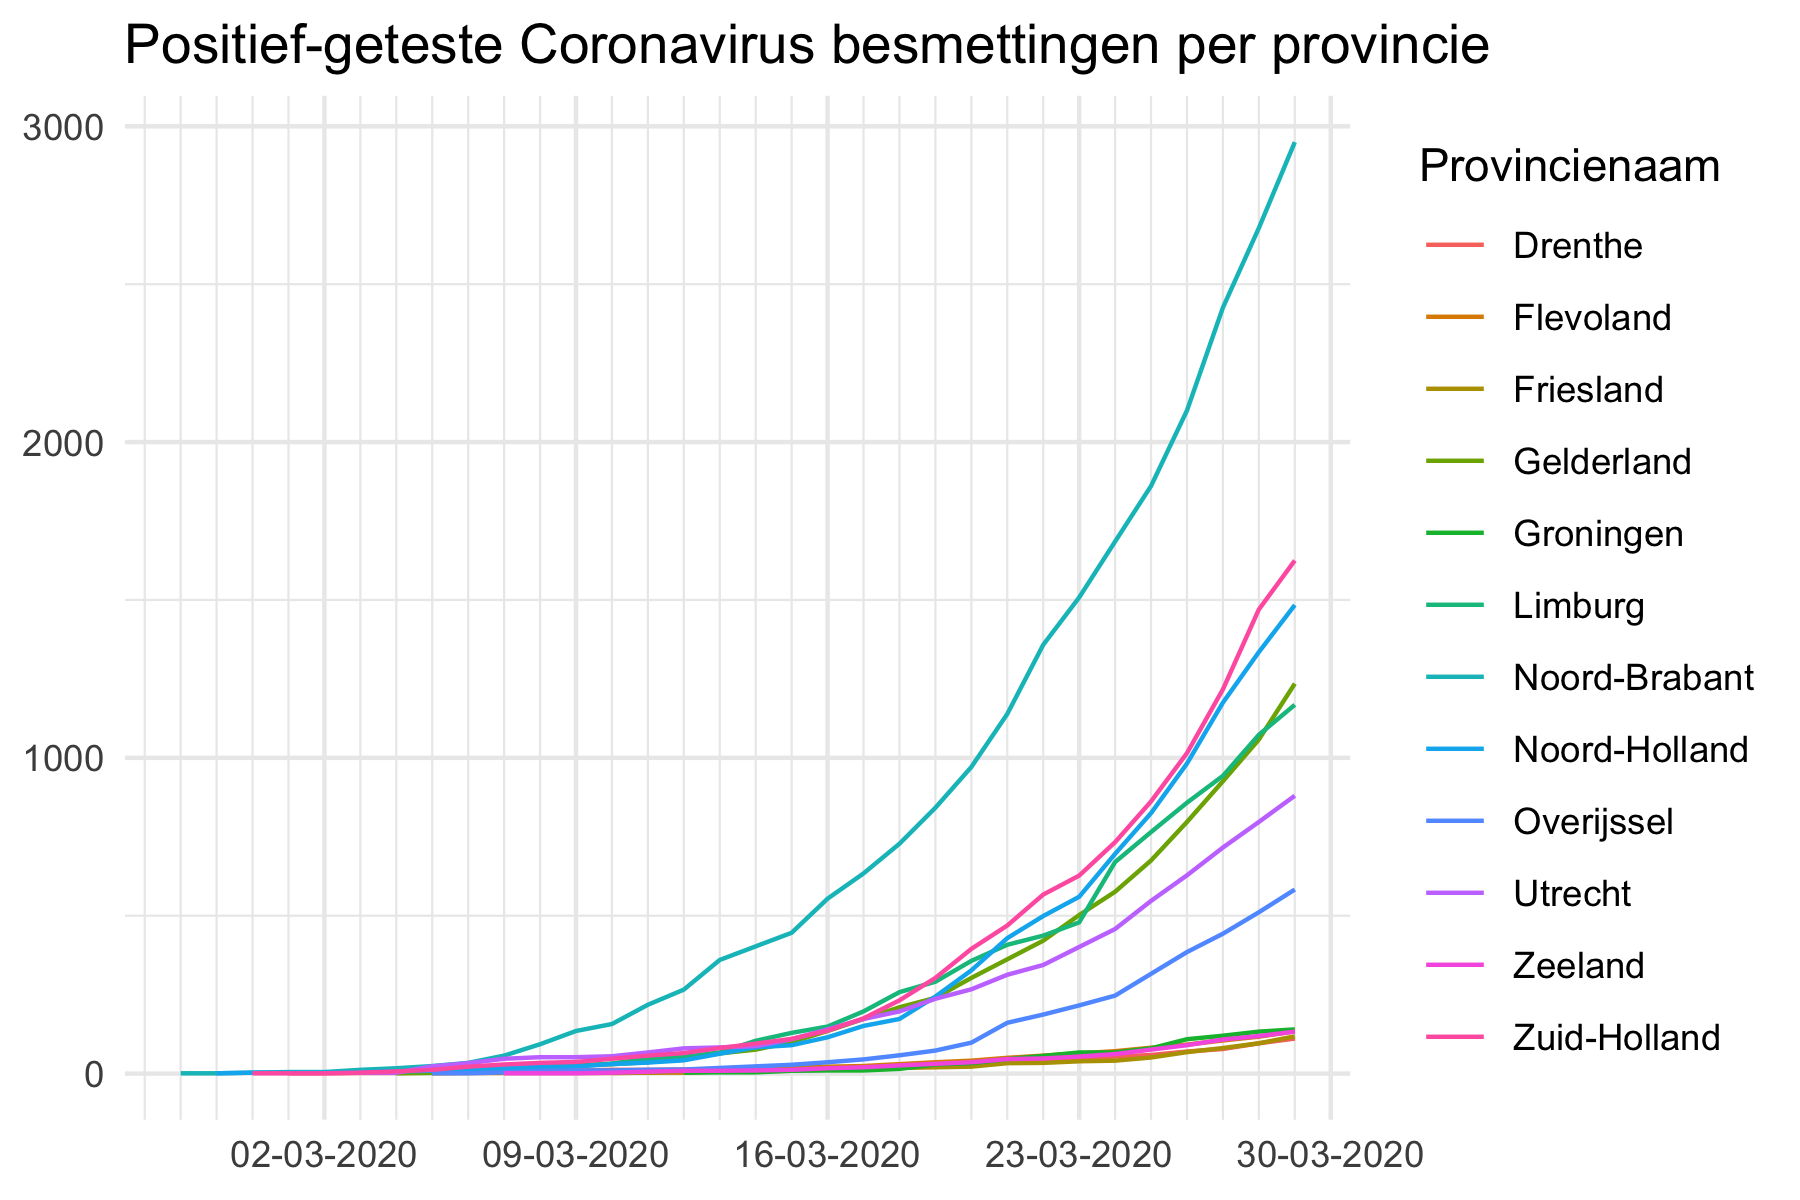 Positief-geteste Coronavirus besmettingen per provincie
3000
2000
1000
0
02-03-2020
09-03-2020
16-03-2020
23-03-2020
30-03-2020
Provincienaam
Drenthe
Flevoland
Friesland
Gelderland
Groningen
Limburg
Noord-Brabant
Noord-Holland
Overijssel
Utrecht
Zeeland
Zuid-Holland